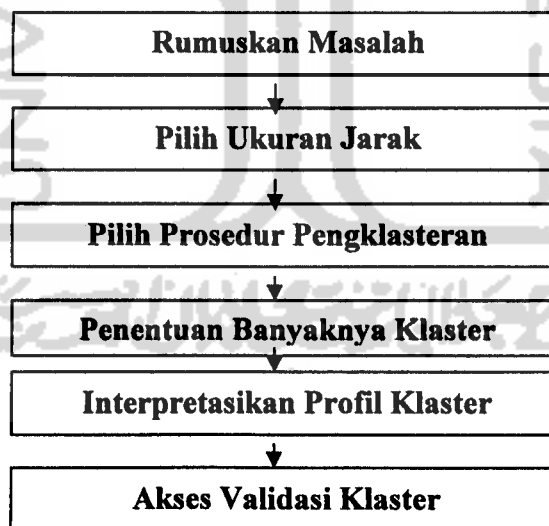 Rumuskan Masalah
Pilih Ukuran Jarak
Pilih Prosedur Pengklasteran
Penentuan Banyaknya Klaster
Interpretasikan Profil Klaster
Akses Validasi Klaster